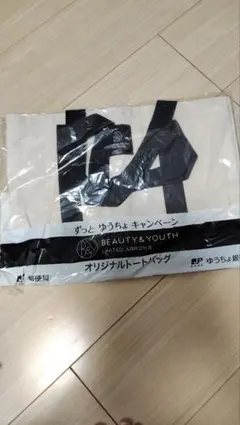 ずっと ゆうちょ キャンペーン
BEAUTY&YOUTH
UNITED ARROWS
オリジナルトートバッグ
郵便局
JP ゆうちょ銀